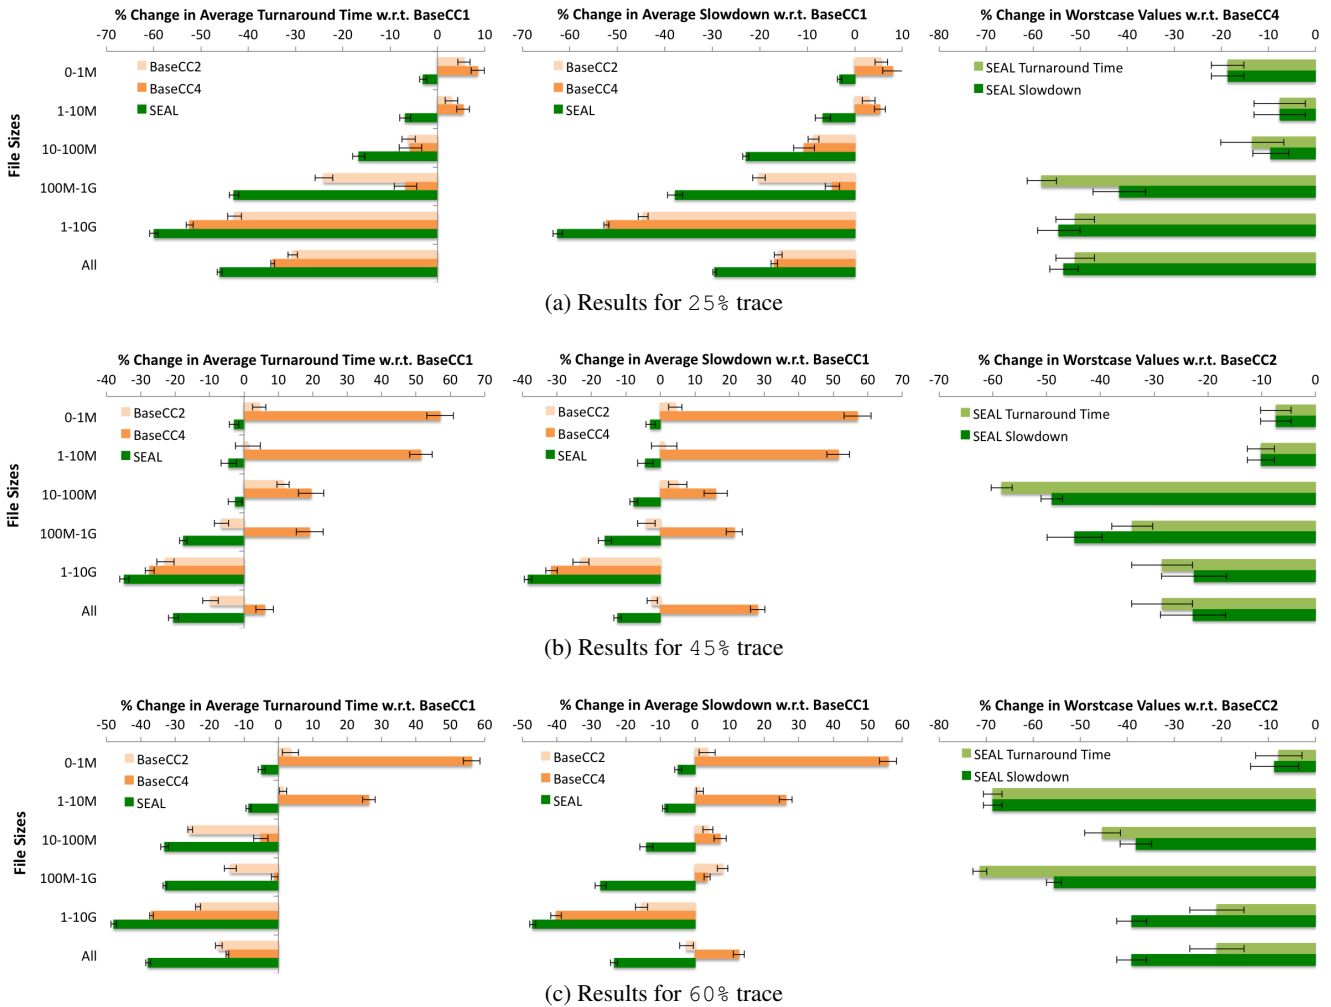 % Change in Average Turnaround Time w.r.t. BaseCC1
-70 -60 -50 -40 -30 -20 -10 0 10
BaseCC2
BaseCC4
SEAL
File Sizes
0-1M
1-10M
10-100M
100M-1G
1-10G
All
% Change in Average Slowdown w.r.t. BaseCC1
-70 -60 -50 -40 -30 -20 -10 0 10
BaseCC2
BaseCC4
SEAL
% Change in Worstcase Values w.r.t. BaseCC4
-80 -70 -60 -50 -40 -30 -20 -10 0
SEAL Turnaround Time
SEAL Slowdown
(a) Results for 25% trace
% Change in Average Turnaround Time w.r.t. BaseCC1
-40 -30 -20 -10 0 10 20 30 40 50 60 70
BaseCC2
BaseCC4
SEAL
File Sizes
0-1M
1-10M
10-100M
100M-1G
1-10G
All
% Change in Average Slowdown w.r.t. BaseCC1
-40 -30 -20 -10 0 10 20 30 40 50 60 70
BaseCC2
BaseCC4
SEAL
% Change in Worstcase Values w.r.t. BaseCC2
-70 -60 -50 -40 -30 -20 -10 0
SEAL Turnaround Time
SEAL Slowdown
(b) Results for 45% trace
% Change in Average Turnaround Time w.r.t. BaseCC1
-50 -40 -30 -20 -10 0 10 20 30 40 50 60
BaseCC2
BaseCC4
SEAL
File Sizes
0-1M
1-10M
10-100M
100M-1G
1-10G
All
% Change in Average Slowdown w.r.t. BaseCC1
-50 -40 -30 -20 -10 0 10 20 30 40 50 60
BaseCC2
BaseCC4
SEAL
% Change in Worstcase Values w.r.t. BaseCC2
-80 -70 -60 -50 -40 -30 -20 -10 0
SEAL Turnaround Time
SEAL Slowdown
(c) Results for 60% trace